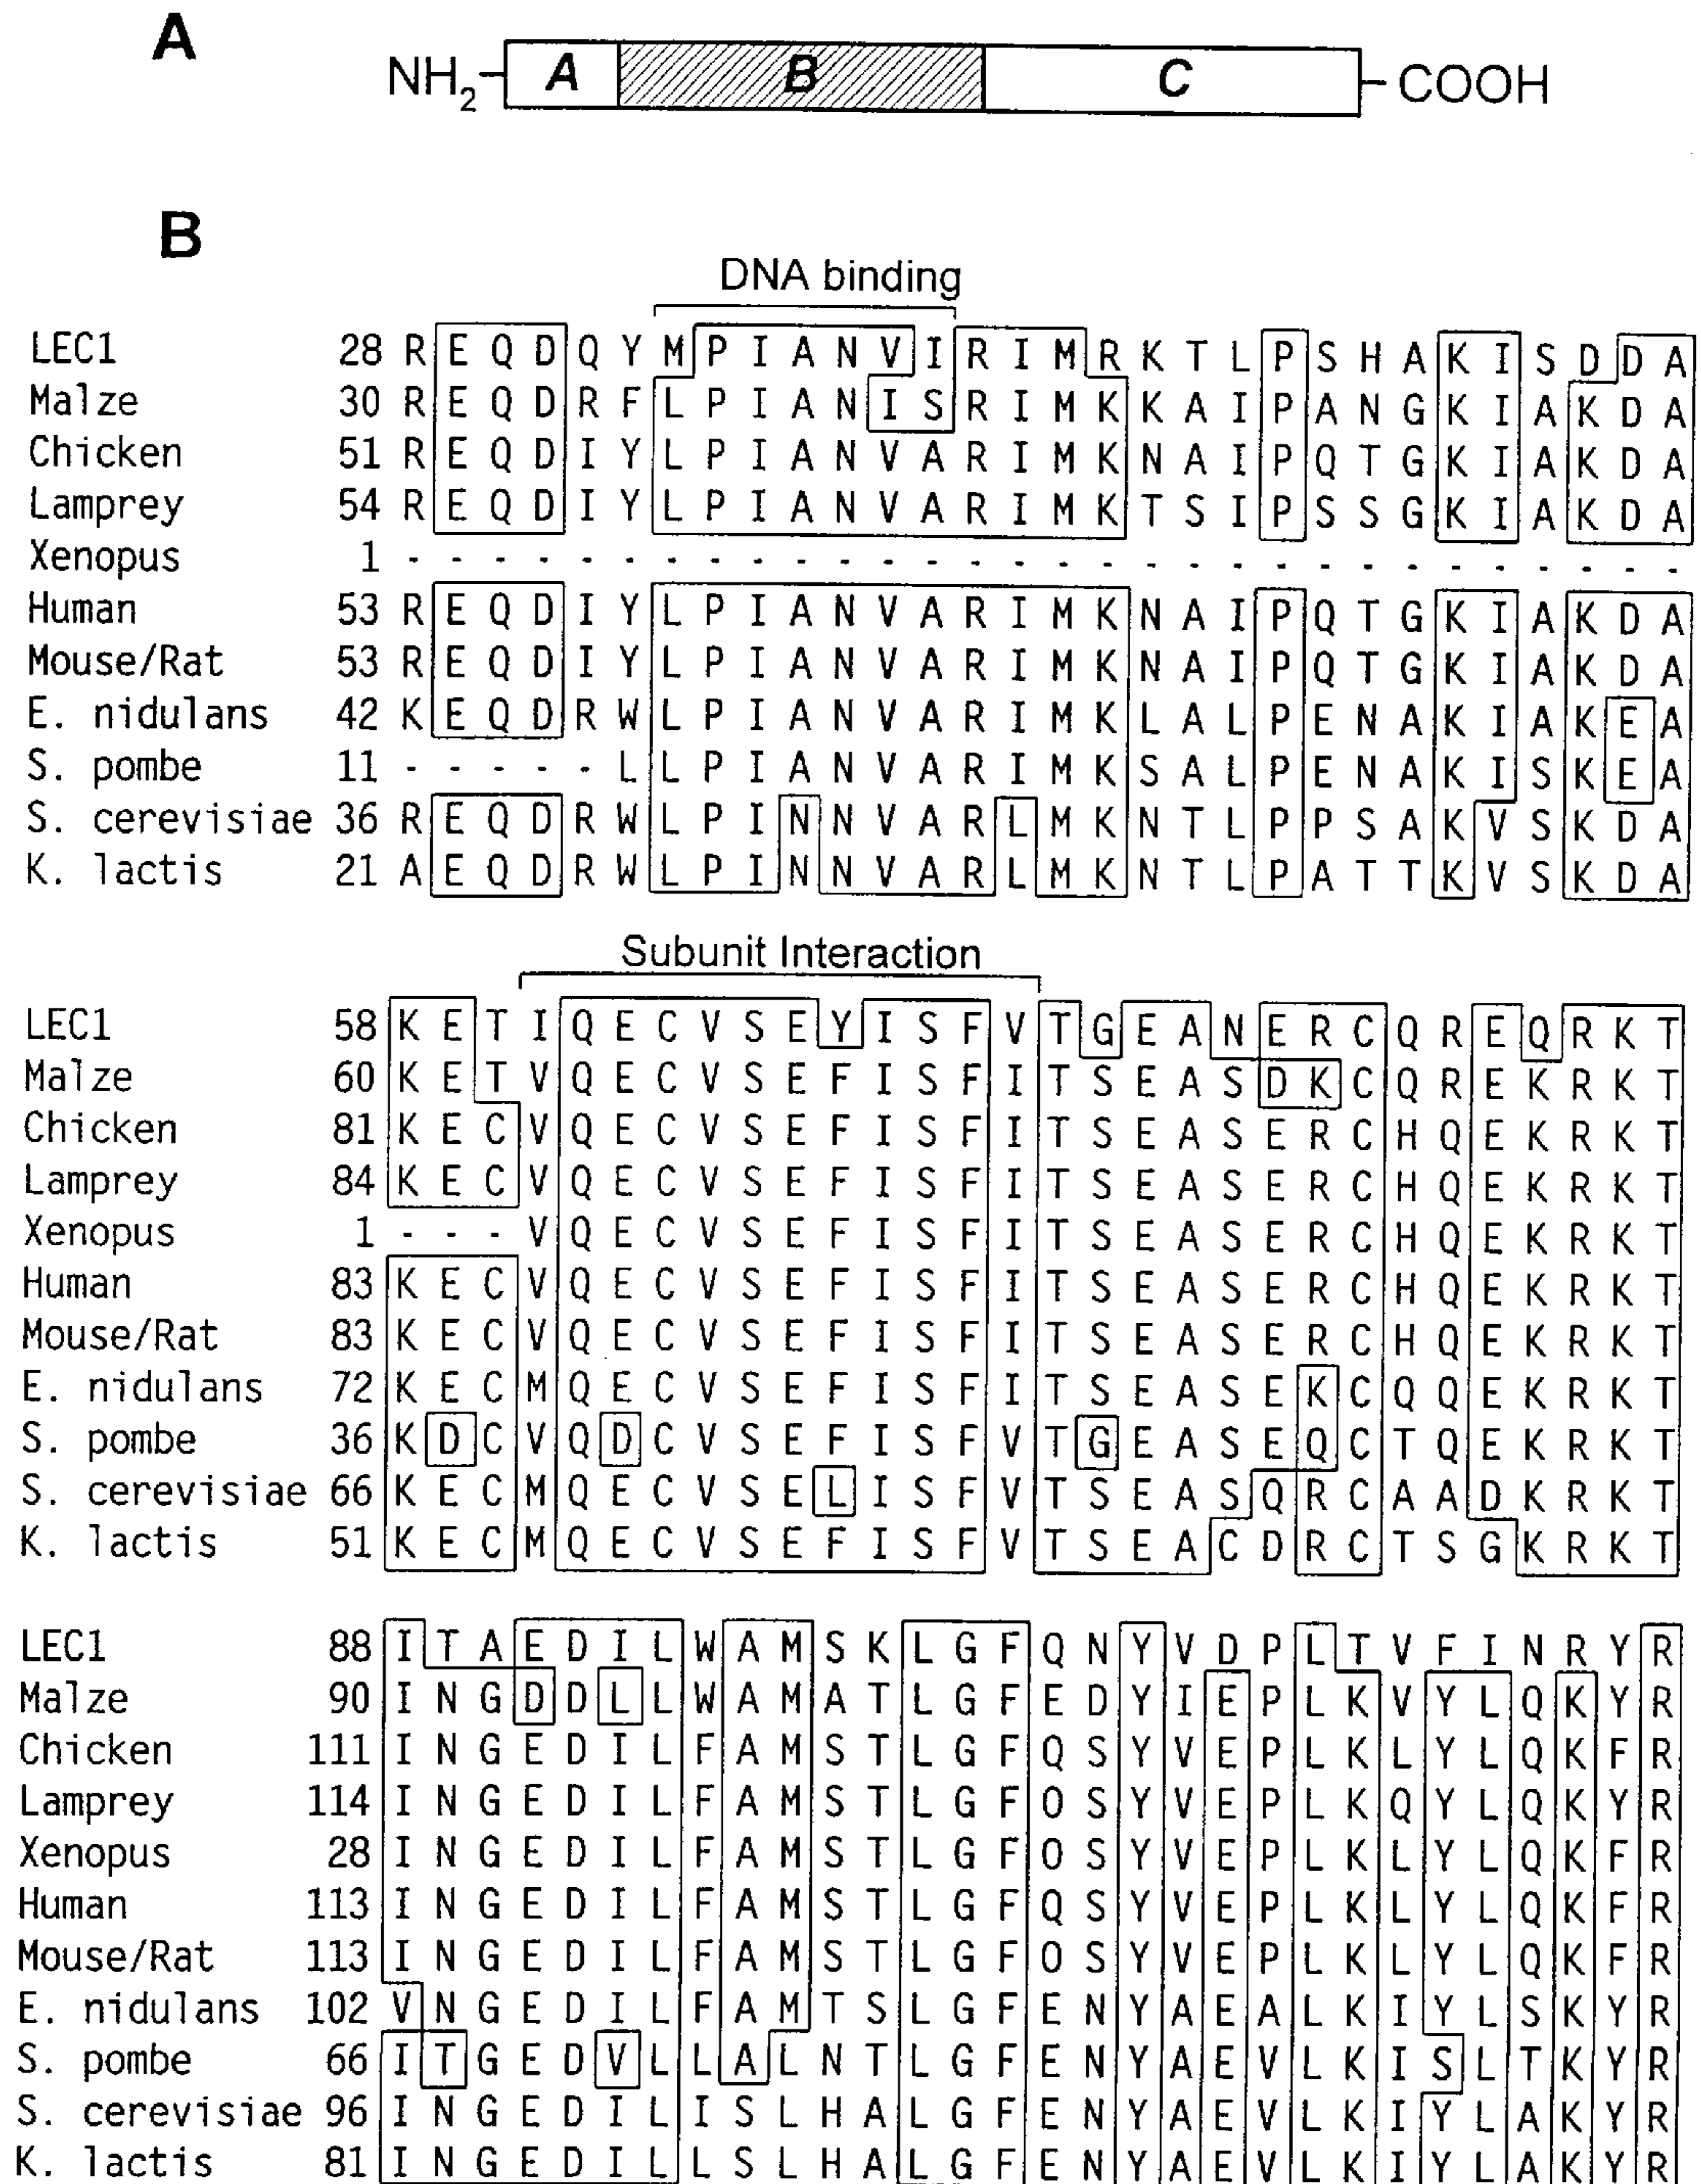 A
NH2 A B C COOH
B
DNA binding
LEC1 28 R E Q D Q Y M P I A N V I R I M R K T L P S H A K I S D D A
Malze 30 R E Q D R F L P I A N I S R I M K K A I P A N G K I A K D A
Chicken 51 R E Q D I Y L P I A N V A R I M K N A I P Q T G K I A K D A
Lamprey 54 R E Q D I Y L P I A N V A R I M K T S I P S S G K I A K D A
Xenopus 1 - - - - - - - - - - - - - - - - - - - - - - - - - - - - - -
Human 53 R E Q D I Y L P I A N V A R I M K N A I P Q T G K I A K D A
Mouse/Rat 53 R E Q D I Y L P I A N V A R I M K N A I P Q T G K I A K D A
E. nidulans 42 K E Q D R W L P I A N V A R I M K L A L P E N A K I A K E A
S. pombe 11 - - - - - L L P I A N V A R I M K S A L P E N A K I S K E A
S. cerevisiae 36 R E Q D R W L P I N N V A R L M K N T L P P S A K V S K D A
K. lactis 21 A E Q D R W L P I N N V A R L M K N T L P A T T K V S K D A
Subunit Interaction
LEC1 58 K E T I Q E C V S E Y I S F V T G E A N E R C Q R E Q R K T
Malze 60 K E T V Q E C V S E F I S F I T S E A S D K C Q R E K R K T
Chicken 81 K E C V Q E C V S E F I S F I T S E A S E R C H Q E K R K T
Lamprey 84 K E C V Q E C V S E F I S F I T S E A S E R C H Q E K R K T
Xenopus 1 - - - V Q E C V S E F I S F I T S E A S E R C H Q E K R K T
Human 83 K E C V Q E C V S E F I S F I T S E A S E R C H Q E K R K T
Mouse/Rat 83 K E C V Q E C V S E F I S F I T S E A S E R C H Q E K R K T
E. nidulans 72 K E C M Q E C V S E F I S F I T S E A S E K C Q Q E K R K T
S. pombe 36 K D C V Q D C V S E F I S F V T G E A S E Q C T Q E K R K T
S. cerevisiae 66 K E C M Q E C V S E L I S F V T S E A S Q R C A A D K R K T
K. lactis 51 K E C M Q E C V S E F I S F V T S E A C D R C T S G K R K T
LEC1 88 I T A E D I L W A M S K L G F Q N Y V D P L T V F I N R Y R
Malze 90 I N G D D L L W A M A T L G F E D Y I E P L K V Y L Q K Y R
Chicken 111 I N G E D I L F A M S T L G F Q S Y V E P L K L Y L Q K F R
Lamprey 114 I N G E D I L F A M S T L G F O S Y V E P L K Q Y L Q K Y R
Xenopus 28 I N G E D I L F A M S T L G F O S Y V E P L K L Y L Q K F R
Human 113 I N G E D I L F A M S T L G F Q S Y V E P L K L Y L Q K F R
Mouse/Rat 113 I N G E D I L F A M S T L G F O S Y V E P L K L Y L Q K F R
E. nidulans 102 V N G E D I L F A M T S L G F E N Y A E A L K I Y L S K Y R
S. pombe 66 I T G E D V L L A L N T L G F E N Y A E V L K I S L T K Y R
S. cerevisiae 96 I N G E D I L I S L H A L G F E N Y A E V L K I Y L A K Y R
K. lactis 81 I N G E D I L L S L H A L G F E N Y A E V L K I Y L A K Y R